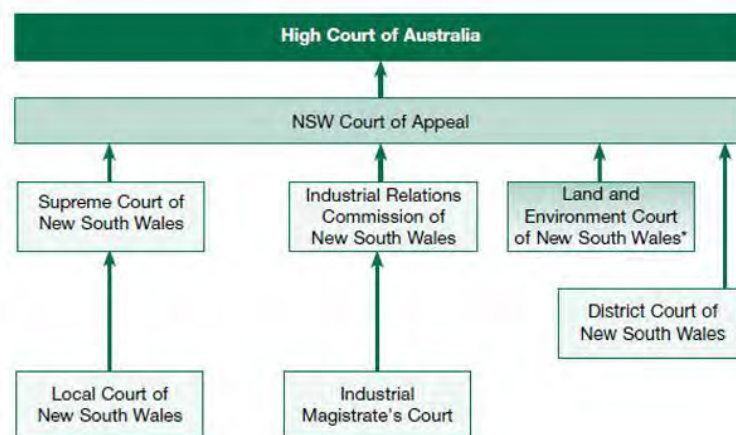 High Court of Australia
NSW Court of Appeal
Supreme Court of
New South Wales
Industrial Relations
Commission of
New South Wales
Land and
Environment Court
of New South Wales*
District Court of
New South Wales
Local Court of
New South Wales
Industrial
Magistrate's Court